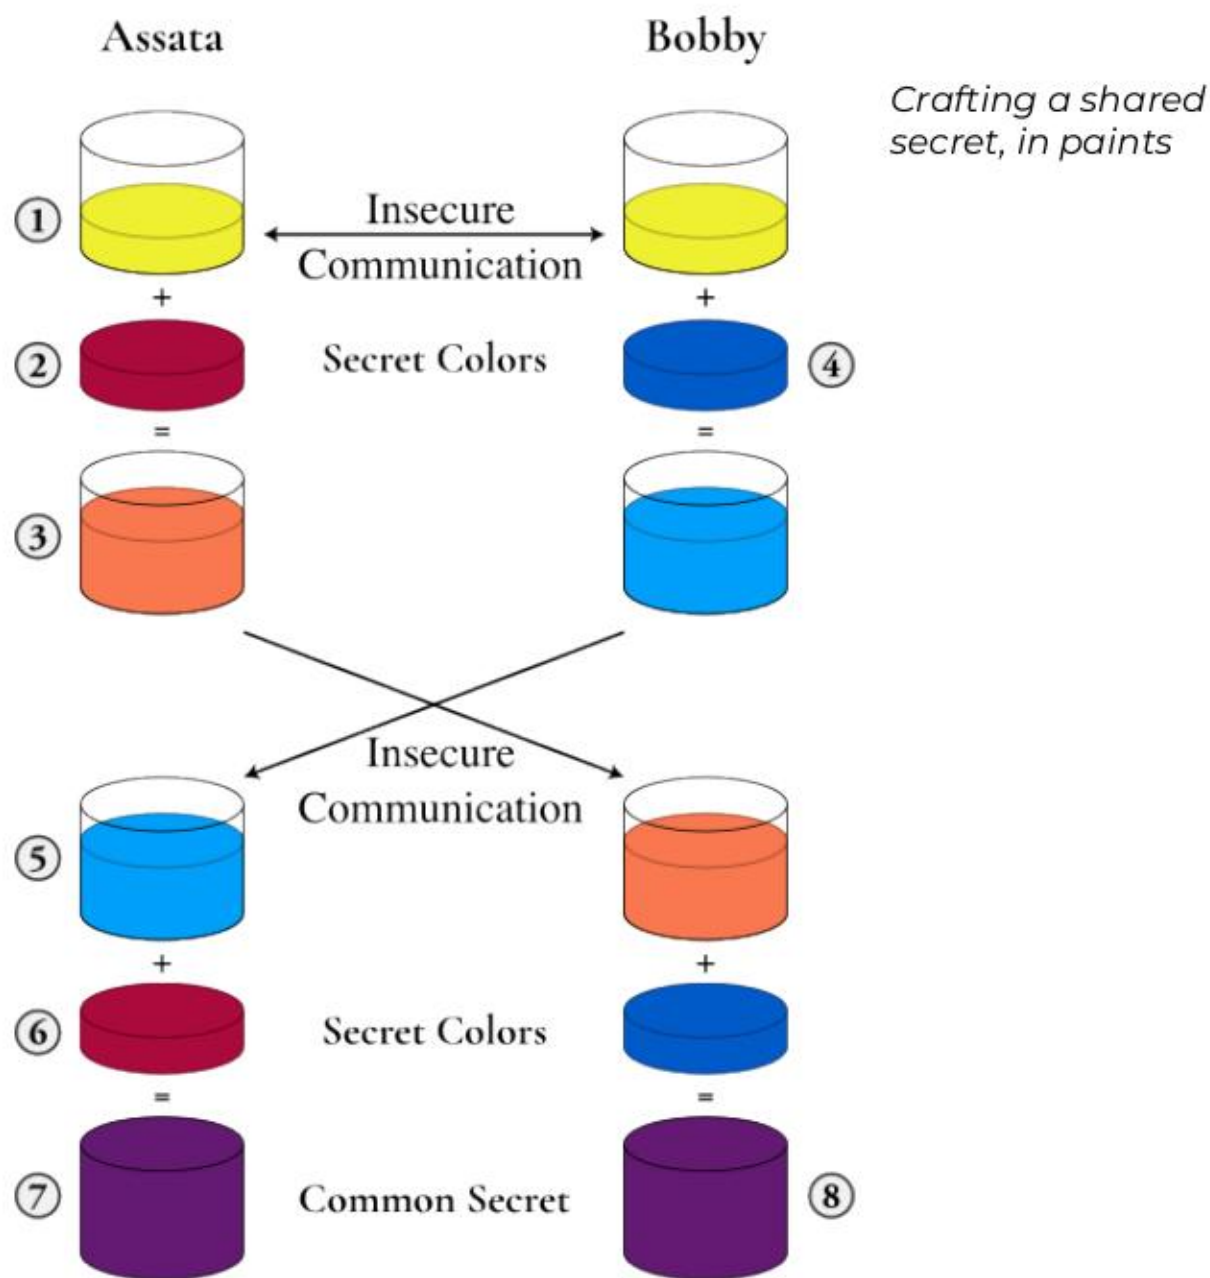 Assata
Bobby
Crafting a shared
secret, in paints
1
Insecure
Communication
+
+
2
Secret Colors
4
=
=
3
Insecure
Communication
5
+
+
6
Secret Colors
=
=
7
Common Secret
8